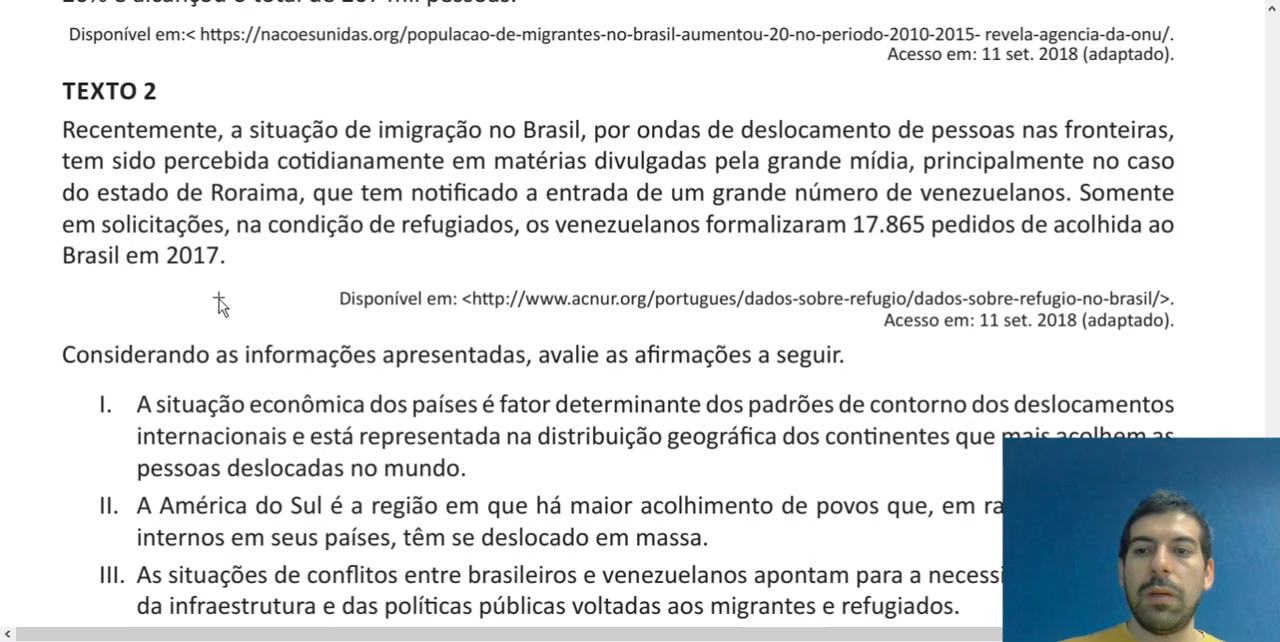 Disponível em:< https://nacoesunidas.org/populacao-de-migrantes-no-brasil-aumentou-20-no-periodo-2010-2015- revela-agencia-da-onu/.
Acesso em: 11 set. 2018 (adaptado).
TEXTO 2
Recentemente, a situação de imigração no Brasil, por ondas de deslocamento de pessoas nas fronteiras,
tem sido percebida cotidianamente em matérias divulgadas pela grande mídia, principalmente no caso
do estado de Roraima, que tem notificado a entrada de um grande número de venezuelanos. Somente
em solicitações, na condição de refugiados, os venezuelanos formalizaram 17.865 pedidos de acolhida ao
Brasil em 2017.
Disponível em: <http://www.acnur.org/portugues/dados-sobre-refugio/dados-sobre-refugio-no-brasil/>.
Acesso em: 11 set. 2018 (adaptado).
Considerando as informações apresentadas, avalie as afirmações a seguir.
I. A situação econômica dos países é fator determinante dos padrões de contorno dos deslocamentos
internacionais e está representada na distribuição geográfica dos continentes que mais acolhem as
pessoas deslocadas no mundo.
II. A América do Sul é a região em que há maior acolhimento de povos que, em
internos em seus países, têm se deslocado em massa.
III. As situações de conflitos entre brasileiros e venezuelanos apontam para a
da infraestrutura e das políticas públicas voltadas aos migrantes e refugiados.